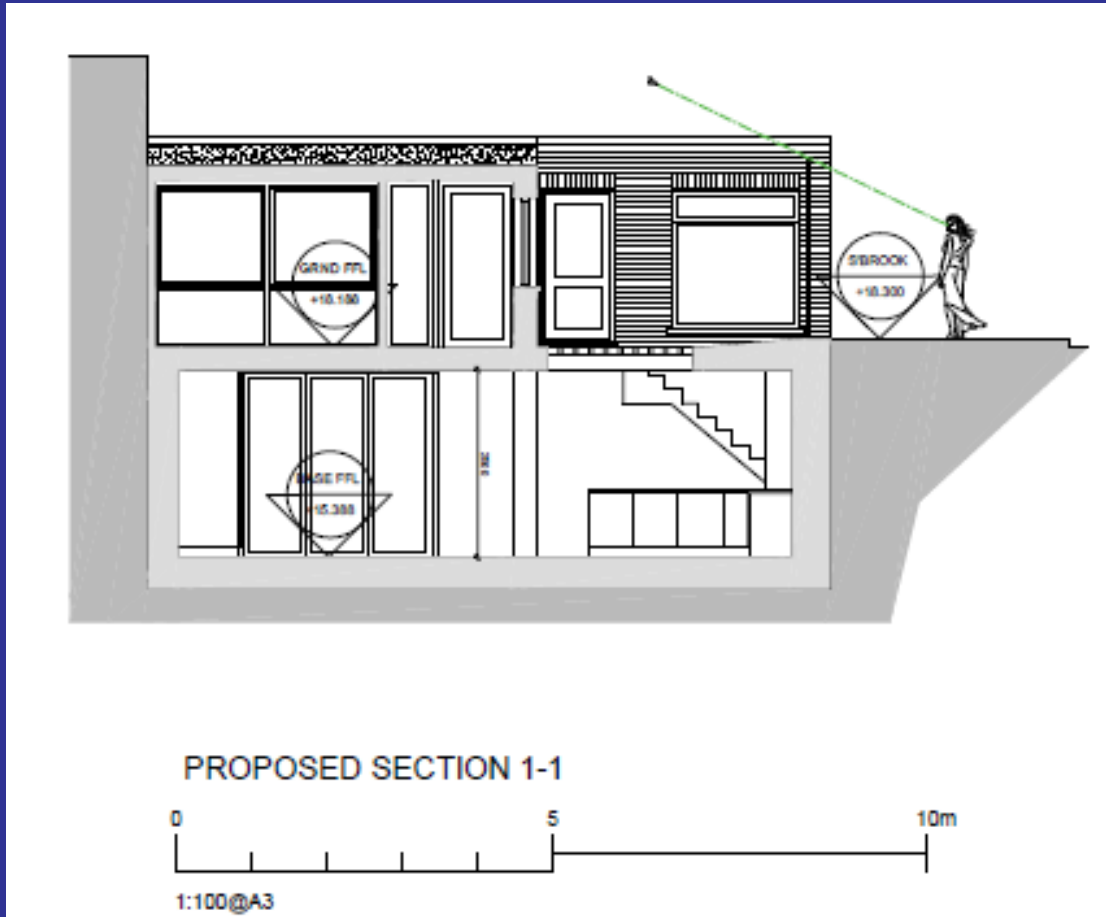 GRND FFL
+18.188
S'BROOK
+18.300
BASE FFL
+15.388
PROPOSED SECTION 1-1
0 5 10m
1:100@A3